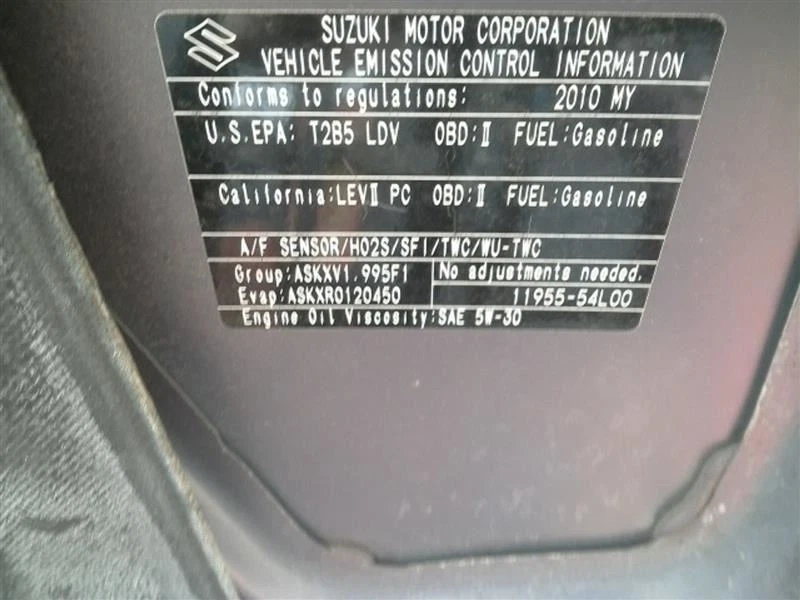 SUZUKI MOTOR CORPORATION
VEHICLE EMISSION CONTROL INFORMATION
Conforms to regulations: 2010 MY
U.S.EPA: T2B5 LDV OBD:II FUEL:Gasoline
California:LEVII PC OBD:II FUEL:Gasoline
A/F SENSOR/HO2S/SFI/TWC/WU-TWC
Group:ASKXV1.995F1 No adjustments needed.
Evap:ASKXR0120450 11955-54L00
Engine Oil Viscosity:SAE 5W-30